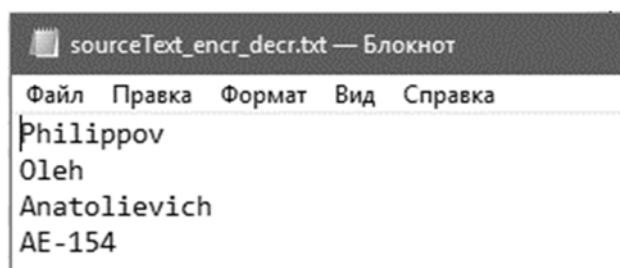 sourceText_encr_decr.txt — Блокнот
Файл Правка Формат Вид Справка
Philippov
Oleh
Anatolievich
AE-154